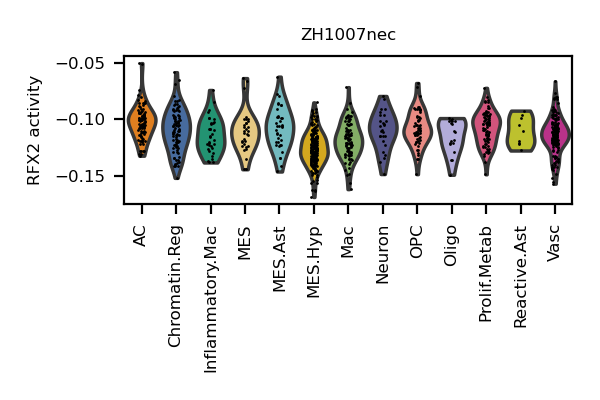 ZH1007nec
RFX2 activity
−0.05
−0.10
−0.15
AC
Chromatin.Reg
Inflammatory.Mac
MES
MES.Ast
MES.Hyp
Mac
Neuron
OPC
Oligo
Prolif.Metab
Reactive.Ast
Vasc